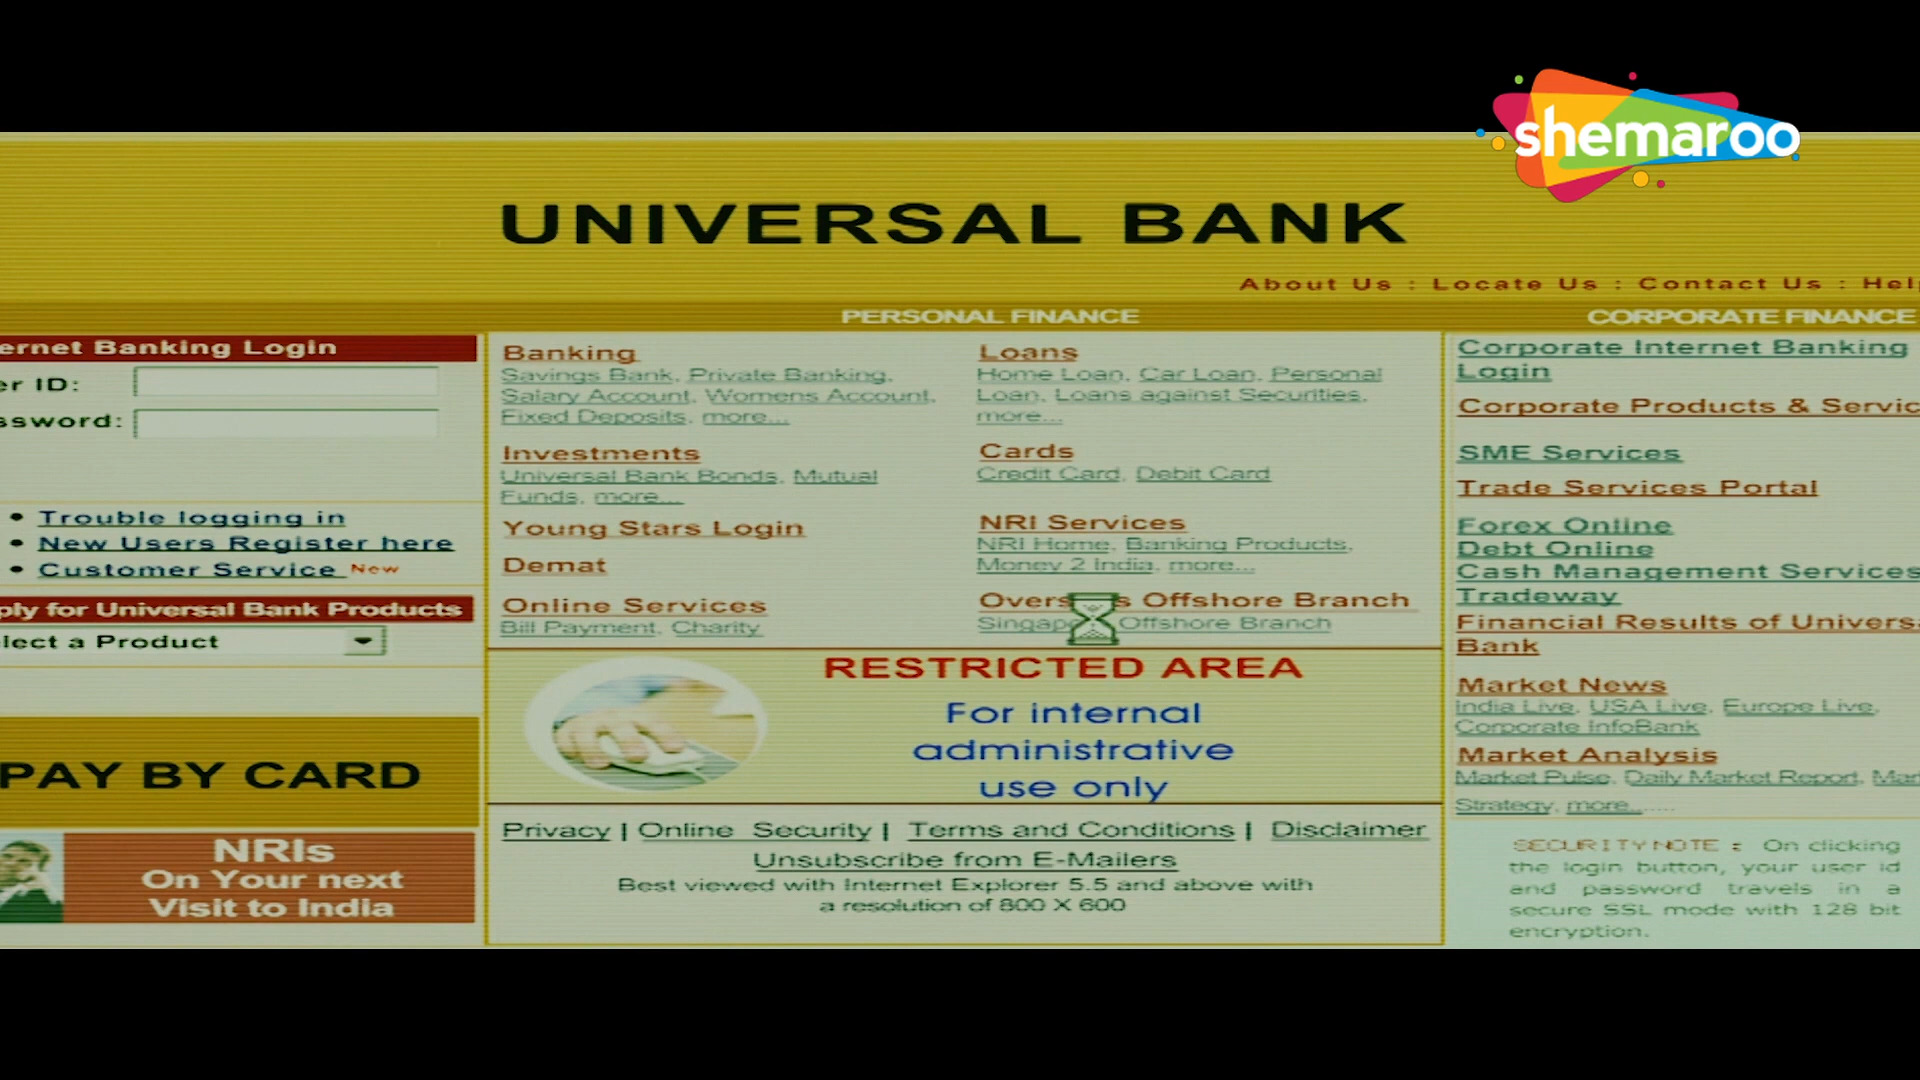 shemaroo
UNIVERSAL BANK
About Us : Locate Us : Contact Us : Help
PERSONAL FINANCE
CORPORATE FINANCE
ernet Banking Login
er ID:
ssword:
Trouble logging in
New Users Register here
Customer Service New
ply for Universal Bank Products
lect a Product
PAY BY CARD
NRIs
On Your next
Visit to India
Banking
Savings Bank, Private Banking,
Salary Account, Womens Account,
Fixed Deposits, more...
Investments
Universal Bank Bonds, Mutual
Funds, more...
Young Stars Login
Demat
Online Services
Bill Payment, Charity
Loans
Home Loan, Car Loan, Personal
Loan, Loans against Securities,
more...
Cards
Credit Card, Debit Card
NRI Services
NRI Home, Banking Products,
Money 2 India, more...
Overs s Offshore Branch
Singapo Offshore Branch
RESTRICTED AREA
For internal
administrative
use only
Privacy | Online Security | Terms and Conditions | Disclaimer
Unsubscribe from E-Mailers
Best viewed with Internet Explorer 5.5 and above with
a resolution of 800 X 600
Corporate Internet Banking
Login
Corporate Products & Servic
SME Services
Trade Services Portal
Forex Online
Debt Online
Cash Management Services
Tradeway
Financial Results of Universa
Bank
Market News
India Live, USA Live, Europe Live,
Corporate InfoBank
Market Analysis
Market Pulse, Daily Market Report, Mar
Strategy, more.......
SECURITY NOTE : On clicking
the login button, your user id
and password travels in a
secure SSL mode with 128 bit
encryption.